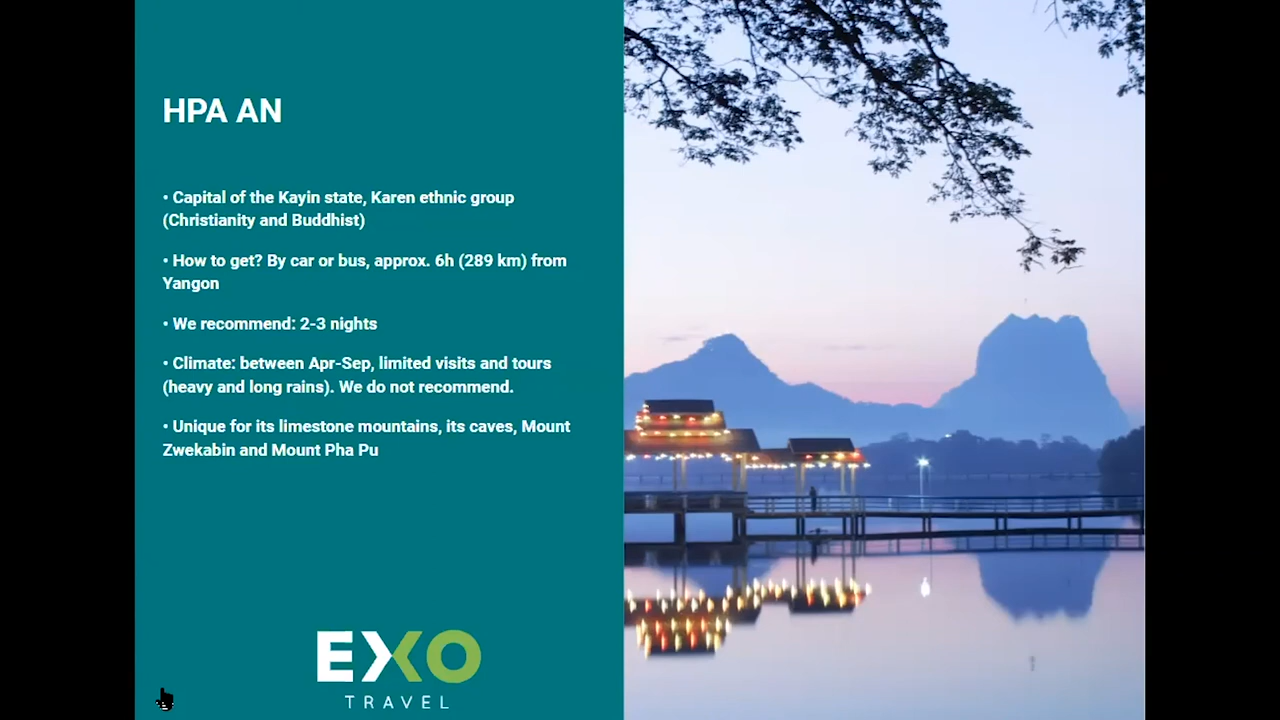 HPA AN
• Capital of the Kayin state, Karen ethnic group
(Christianity and Buddhist)
• How to get? By car or bus, approx. 6h (289 km) from
Yangon
• We recommend: 2-3 nights
• Climate: between Apr-Sep, limited visits and tours
(heavy and long rains). We do not recommend.
• Unique for its limestone mountains, its caves, Mount
Zwekabin and Mount Pha Pu
EXO
TRAVEL